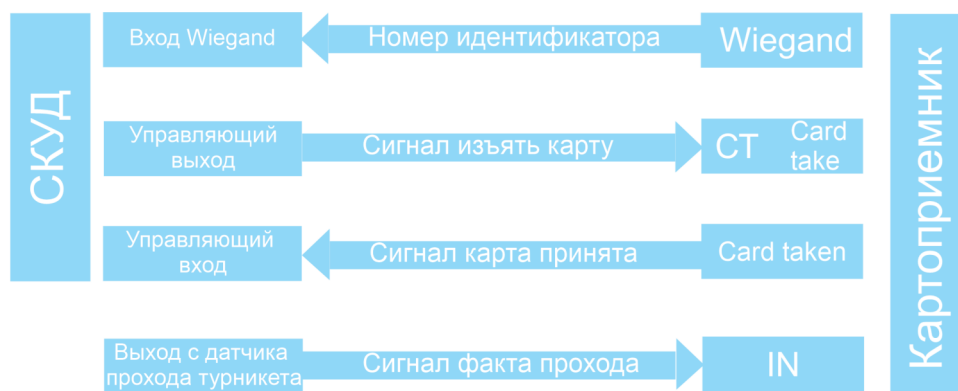 СКУД
Вход Wiegand
Номер идентификатора
Wiegand
Управляющий
выход
Сигнал изъять карту
CT Card
take
Управляющий
вход
Сигнал карта принята
Card taken
Выход с датчика
прохода турникета
Сигнал факта прохода
IN
Картоприемник